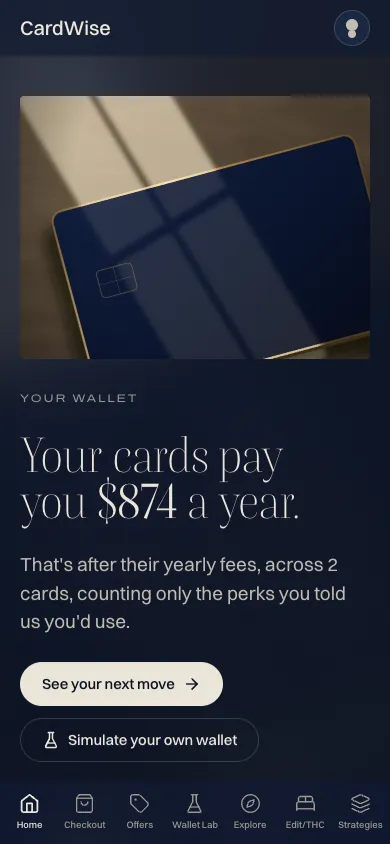 CardWise
YOUR WALLET
Your cards pay
you $874 a year.
That's after their yearly fees, across 2
cards, counting only the perks you told
us you'd use.
See your next move
Simulate your own wallet
Home
Checkout
Offers
Wallet Lab
Explore
Edit/THC
Strategies